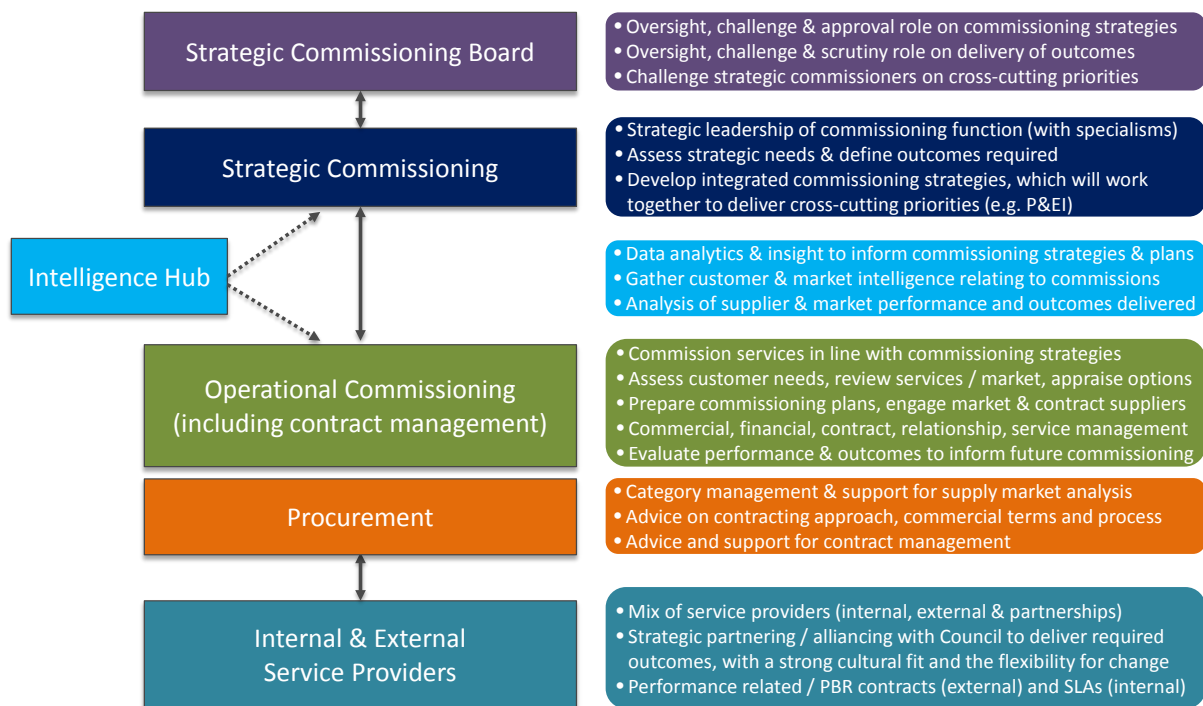 Strategic Commissioning Board
• Oversight, challenge & approval role on commissioning strategies
• Oversight, challenge & scrutiny role on delivery of outcomes
• Challenge strategic commissioners on cross-cutting priorities
Strategic Commissioning
• Strategic leadership of commissioning function (with specialisms)
• Assess strategic needs & define outcomes required
• Develop integrated commissioning strategies, which will work
together to deliver cross-cutting priorities (e.g. P&EI)
Intelligence Hub
• Data analytics & insight to inform commissioning strategies & plans
• Gather customer & market intelligence relating to commissions
• Analysis of supplier & market performance and outcomes delivered
Operational Commissioning
(including contract management)
• Commission services in line with commissioning strategies
• Assess customer needs, review services / market, appraise options
• Prepare commissioning plans, engage market & contract suppliers
• Commercial, financial, contract, relationship, service management
• Evaluate performance & outcomes to inform future commissioning
Procurement
• Category management & support for supply market analysis
• Advice on contracting approach, commercial terms and process
• Advice and support for contract management
Internal & External
Service Providers
• Mix of service providers (internal, external & partnerships)
• Strategic partnering / alliancing with Council to deliver required
outcomes, with a strong cultural fit and the flexibility for change
• Performance related / PBR contracts (external) and SLAs (internal)